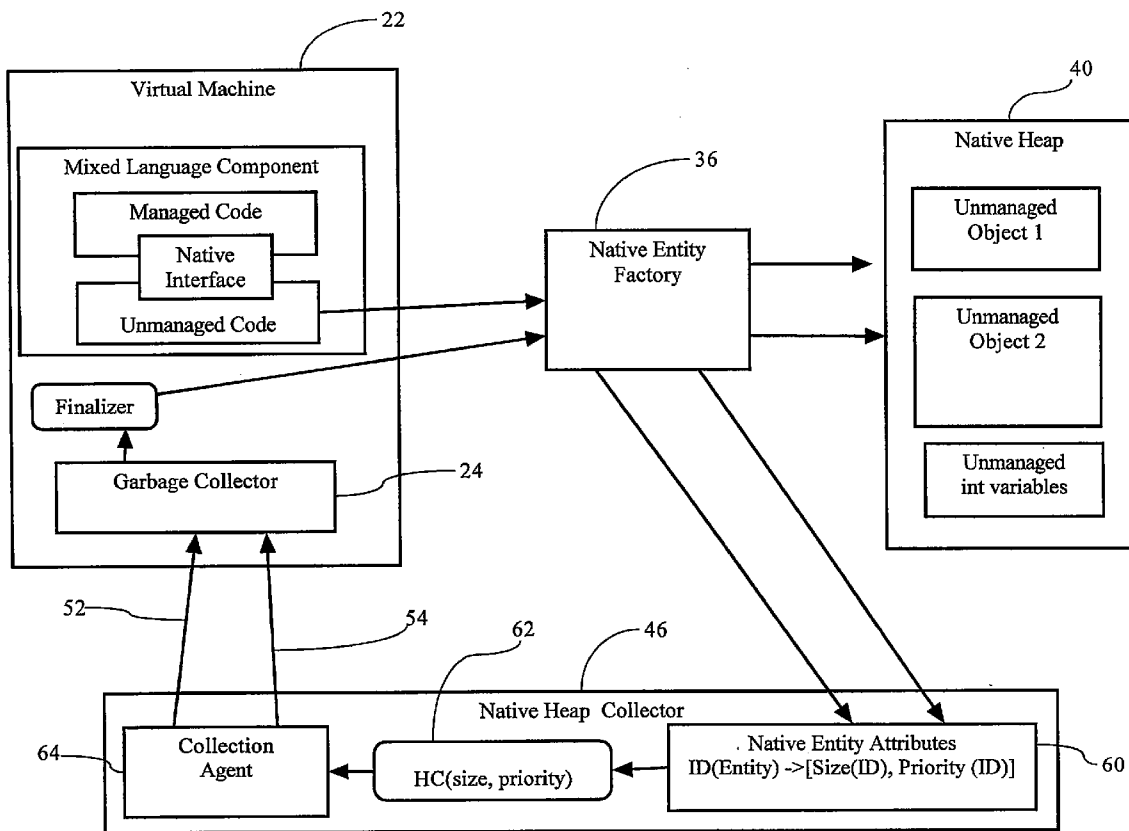 22
Virtual Machine
40
Native Heap
Mixed Language Component
36
Managed Code
Native
Interface
Unmanaged Code
Native Entity
Factory
Unmanaged
Object 1
Unmanaged
Object 2
Finalizer
Garbage Collector
24
Unmanaged
int variables
52
54
62
46
Native Heap Collector
64
Collection
Agent
HC(size, priority)
Native Entity Attributes
ID(Entity) ->[Size(ID), Priority (ID)]
60